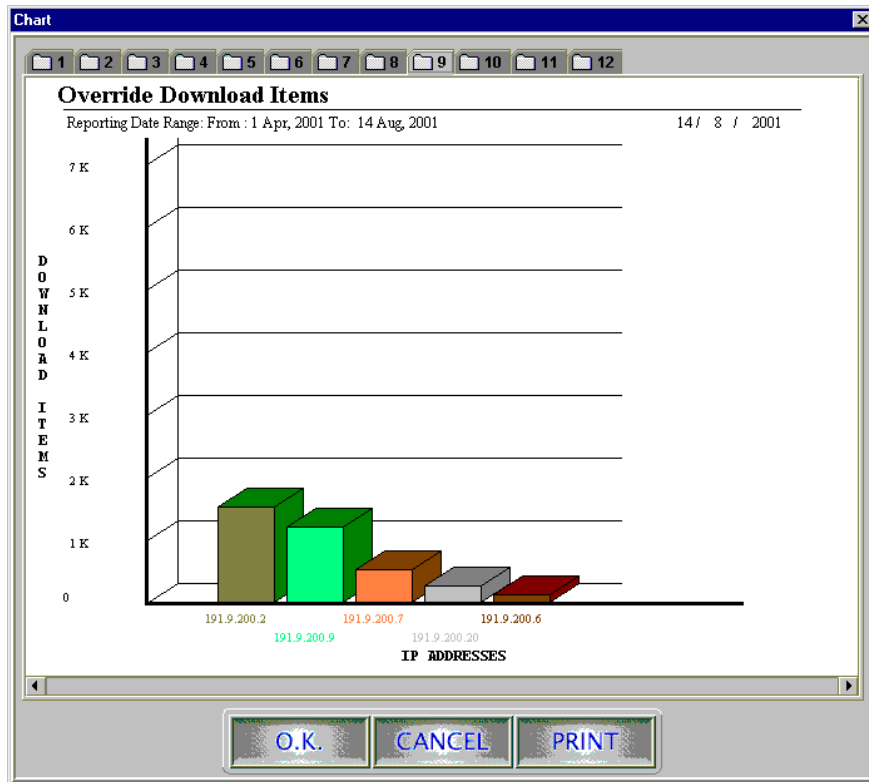 Chart
1 2 3 4 5 6 7 8 9 10 11 12
Override Download Items
Reporting Date Range: From : 1 Apr, 2001 To: 14 Aug, 2001 14 / 8 / 2001
7 K
6 K
5 K
4 K
3 K
2 K
1 K
0
DOWNLOAD ITEMS
191.9.200.2 191.9.200.7 191.9.200.6
191.9.200.9 191.9.200.20
IP ADDRESSES
O.K. CANCEL PRINT